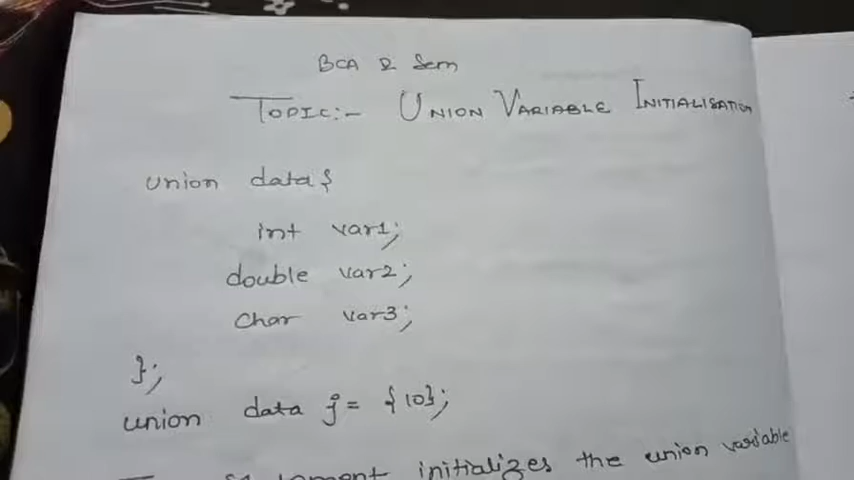 BCA 2 Sem
TOPIC:- UNION VARIABLE INITIALISATION
union data{
int var1;
double var2;
char var3;
};
union data j= {10};
initializes the union variable